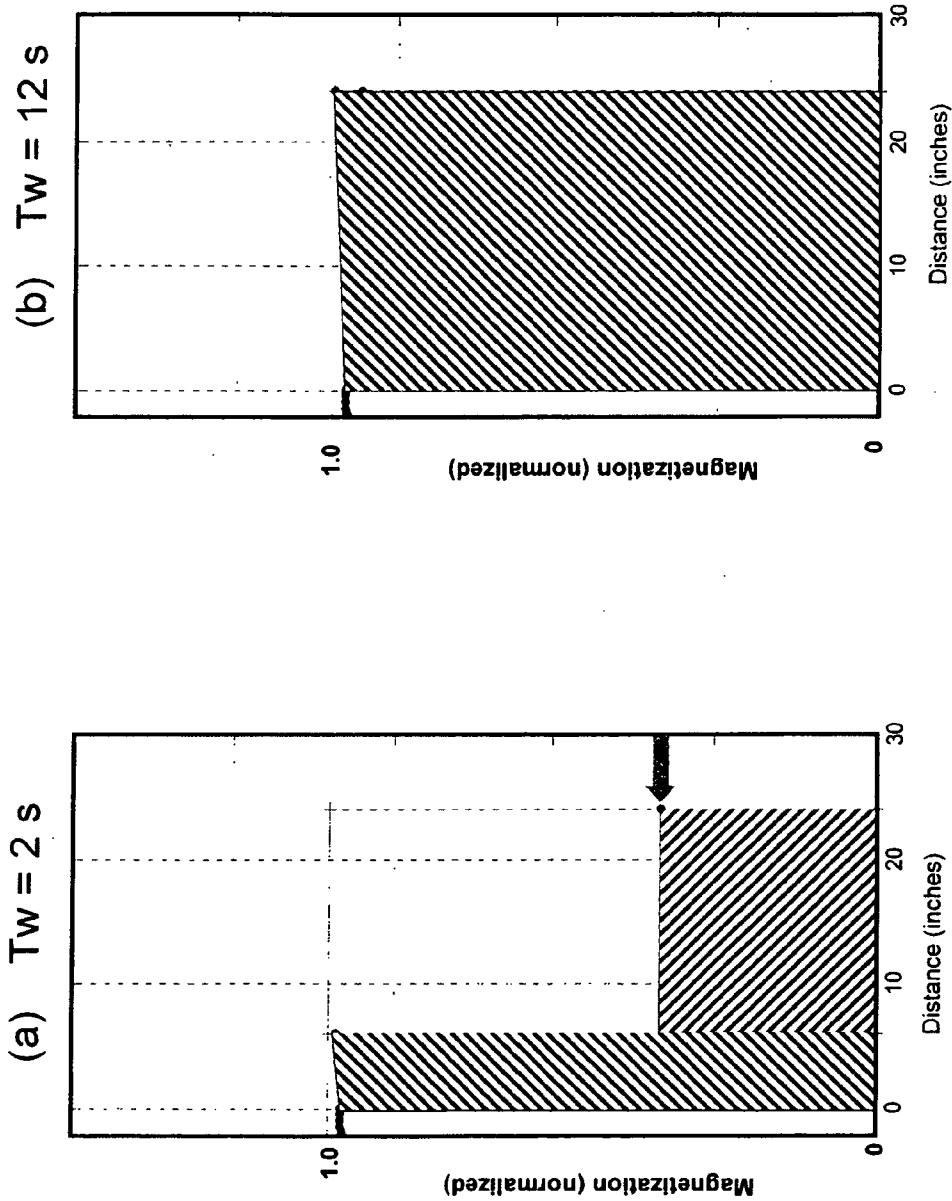 (a) Tw = 2 s
Magnetization (normalized)
1.0
0
0
10
20
30
Distance (inches)
(b) Tw = 12 s
Magnetization (normalized)
1.0
0
0
10
20
30
Distance (inches)